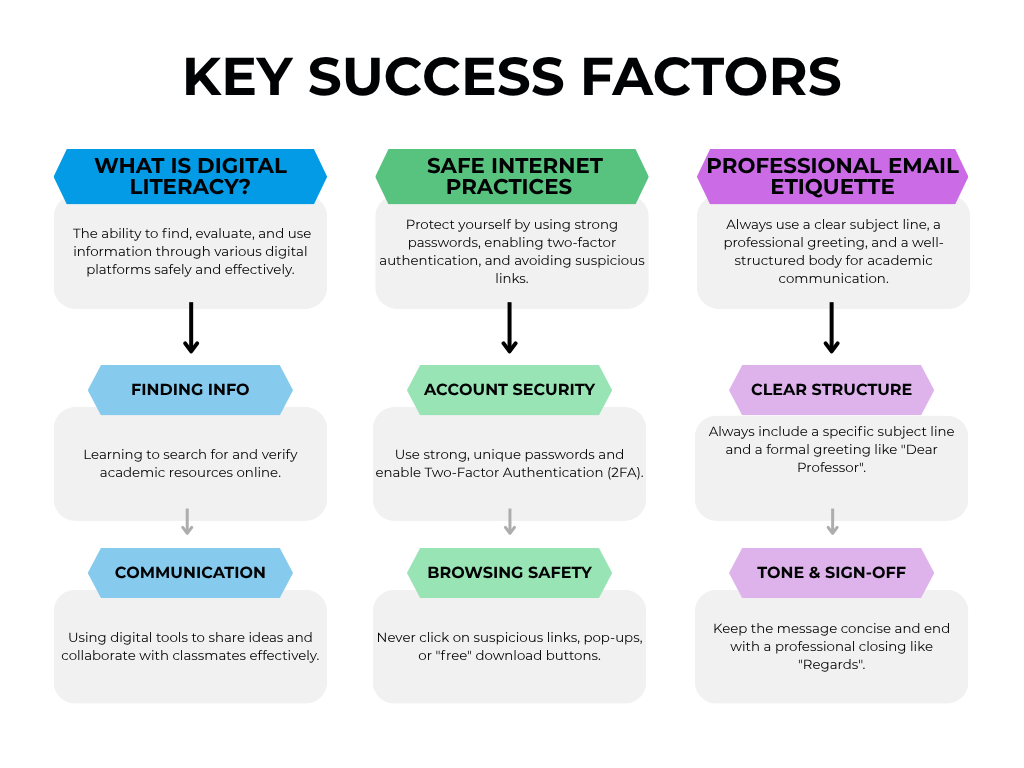 KEY SUCCESS FACTORS
WHAT IS DIGITAL
LITERACY?
The ability to find, evaluate, and use
information through various digital
platforms safely and effectively.
FINDING INFO
Learning to search for and verify
academic resources online.
COMMUNICATION
Using digital tools to share ideas and
collaborate with classmates effectively.
SAFE INTERNET
PRACTICES
Protect yourself by using strong
passwords, enabling two-factor
authentication, and avoiding suspicious
links.
ACCOUNT SECURITY
Use strong, unique passwords and
enable Two-Factor Authentication (2FA).
BROWSING SAFETY
Never click on suspicious links, pop-ups,
or "free" download buttons.
PROFESSIONAL EMAIL
ETIQUETTE
Always use a clear subject line, a
professional greeting, and a well-
structured body for academic
communication.
CLEAR STRUCTURE
Always include a specific subject line
and a formal greeting like "Dear
Professor".
TONE & SIGN-OFF
Keep the message concise and end
with a professional closing like
"Regards".